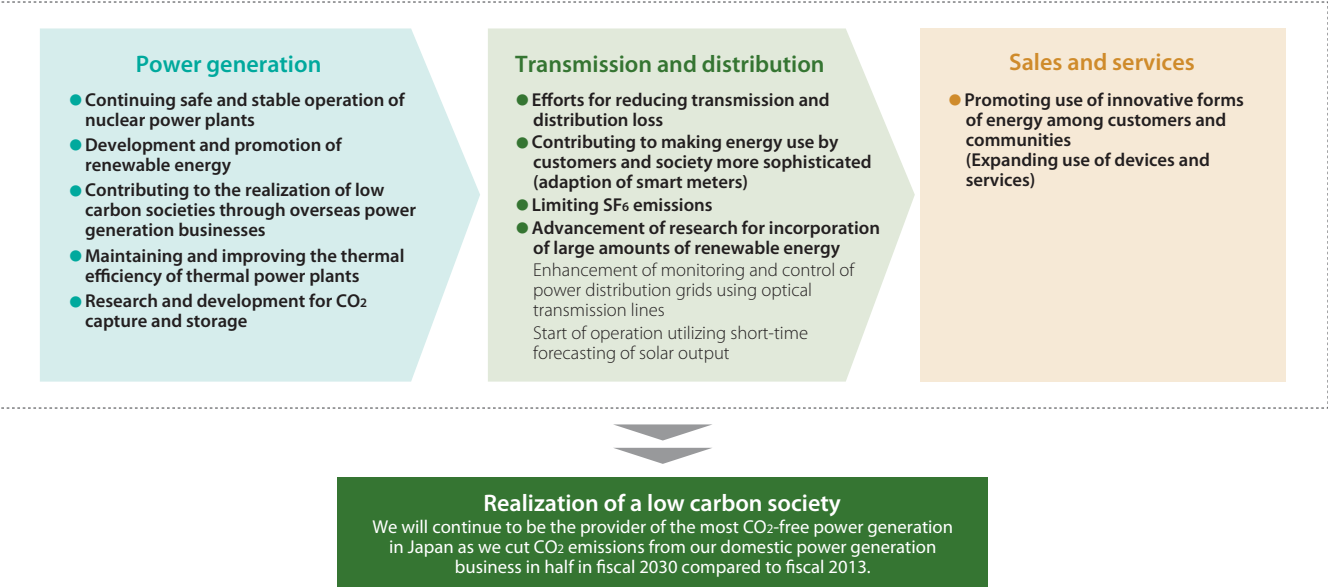 Power generation
● Continuing safe and stable operation of
nuclear power plants
● Development and promotion of
renewable energy
● Contributing to the realization of low
carbon societies through overseas power
generation businesses
● Maintaining and improving the thermal
efficiency of thermal power plants
● Research and development for CO2
capture and storage
Transmission and distribution
● Efforts for reducing transmission and
distribution loss
● Contributing to making energy use by
customers and society more sophisticated
(adaption of smart meters)
● Limiting SF6 emissions
● Advancement of research for incorporation
of large amounts of renewable energy
Enhancement of monitoring and control of
power distribution grids using optical
transmission lines
Start of operation utilizing short-time
forecasting of solar output
Sales and services
● Promoting use of innovative forms
of energy among customers and
communities
(Expanding use of devices and
services)
Realization of a low carbon society
We will continue to be the provider of the most CO2-free power generation
in Japan as we cut CO2 emissions from our domestic power generation
business in half in fiscal 2030 compared to fiscal 2013.